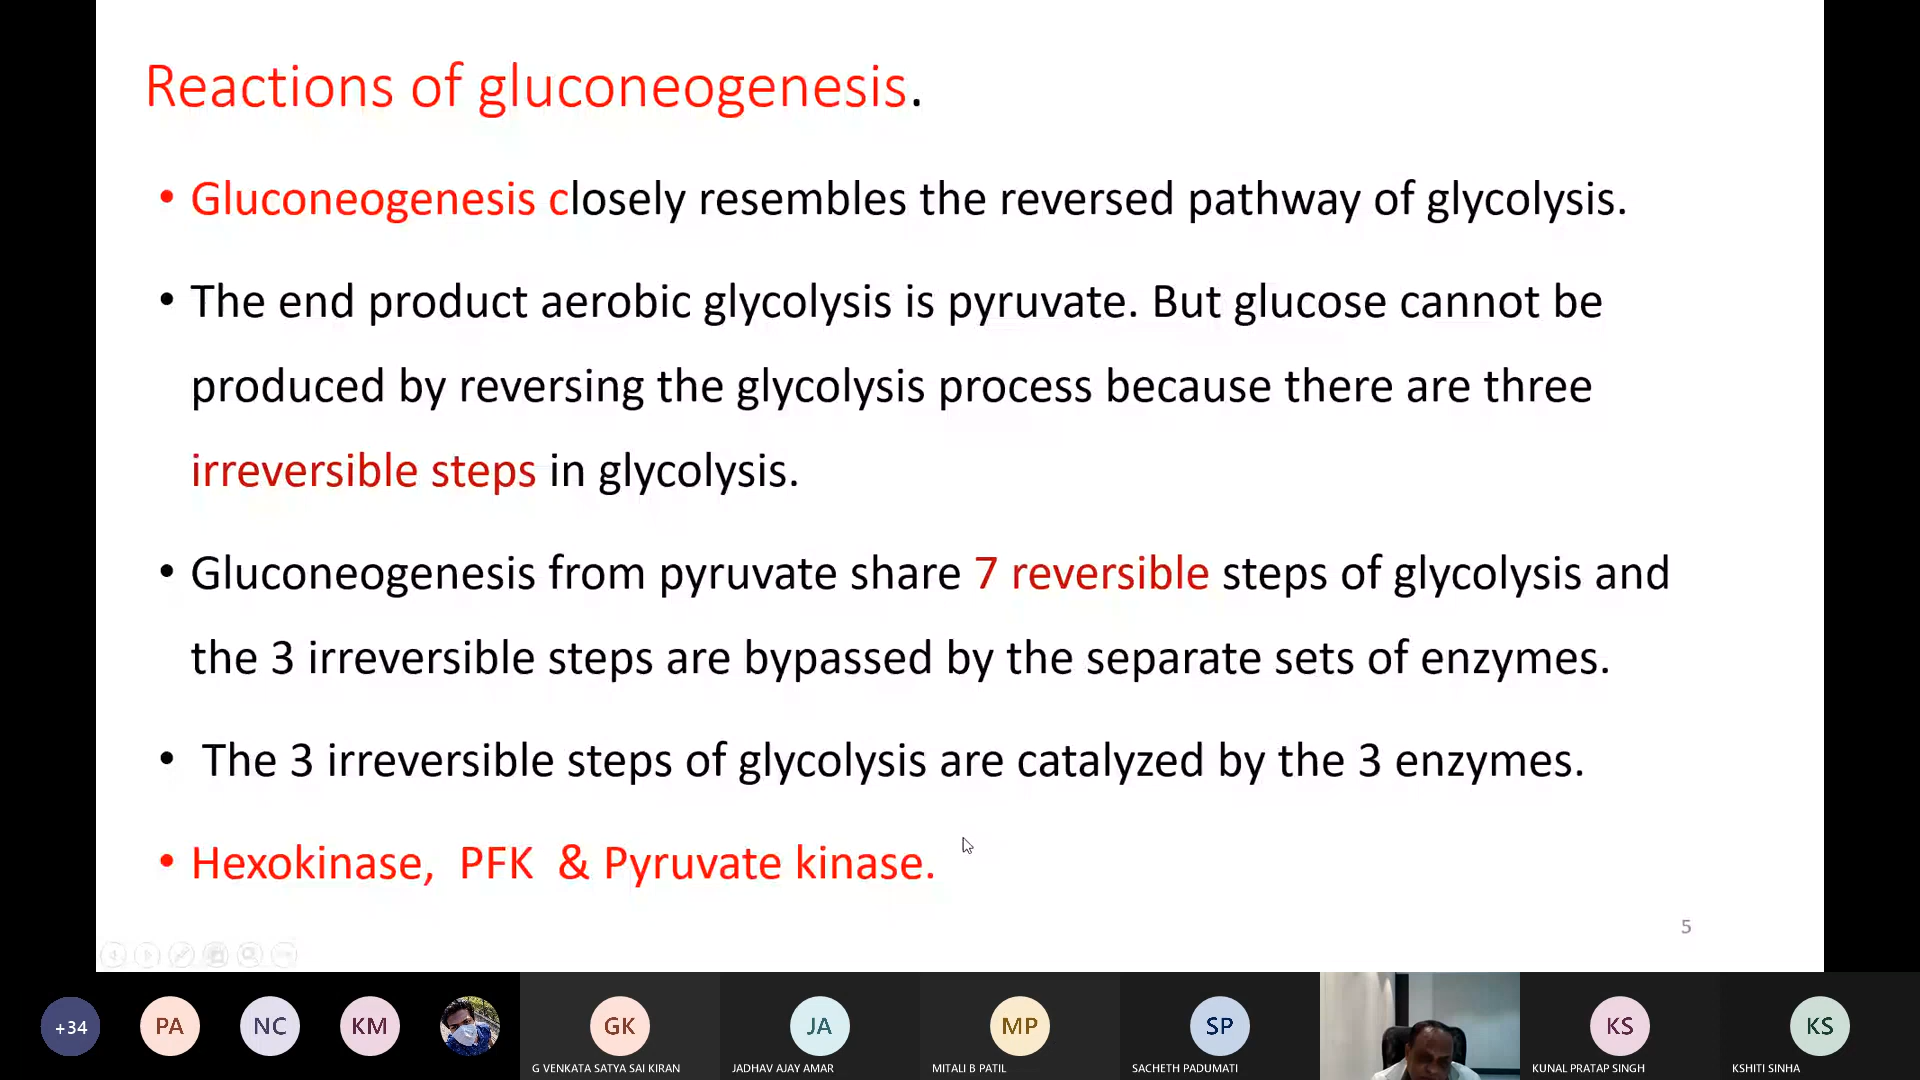 Reactions of gluconeogenesis.
• Gluconeogenesis closely resembles the reversed pathway of glycolysis.
• The end product aerobic glycolysis is pyruvate. But glucose cannot be
produced by reversing the glycolysis process because there are three
irreversible steps in glycolysis.
• Gluconeogenesis from pyruvate share 7 reversible steps of glycolysis and
the 3 irreversible steps are bypassed by the separate sets of enzymes.
• The 3 irreversible steps of glycolysis are catalyzed by the 3 enzymes.
• Hexokinase, PFK & Pyruvate kinase.
5
+34 PA NC KM GK JA MP SP KS KS
G VENKATA SATYA SAI KIRAN JADHAV AJAY AMAR MITALI B PATIL SACHETH PADUMATI KUNAL PRATAP SINGH KSHITI SINHA